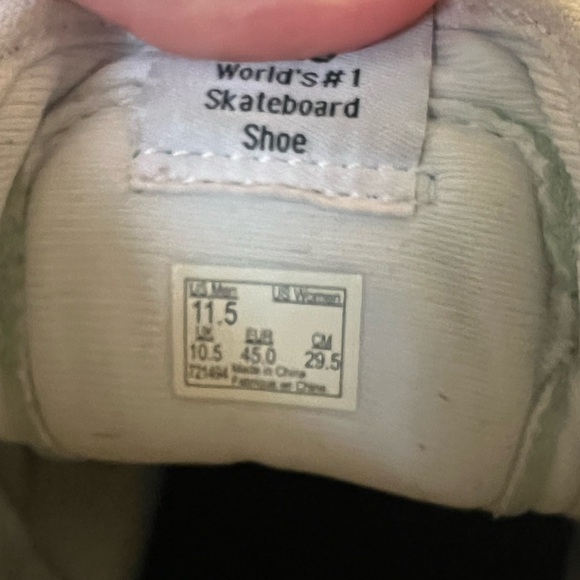 World's #1
Skateboard
Shoe
US Men US Women
11.5
UK EUR CM
10.5 45.0 29.5
721494 Made in China
Fabriqué en Chine